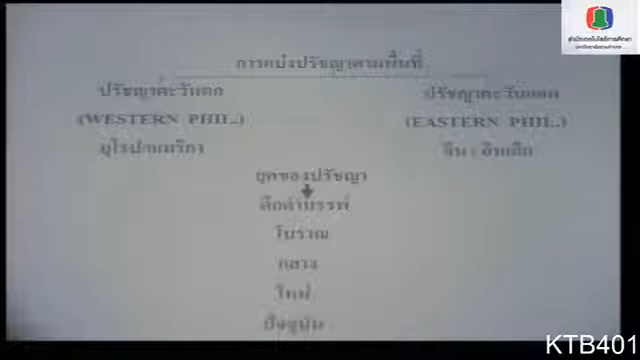 การแบ่งปรัชญาตามพื้นที่
ปรัชญาตะวันตก
(WESTERN PHIL.)
ยุโรป/อเมริกา
ปรัชญาตะวันออก
(EASTERN PHIL.)
จีน : อินเดีย
ยุคของปรัชญา
ดึกดำบรรพ์
โบราณ
กลาง
ใหม่
ปัจจุบัน
KTB401